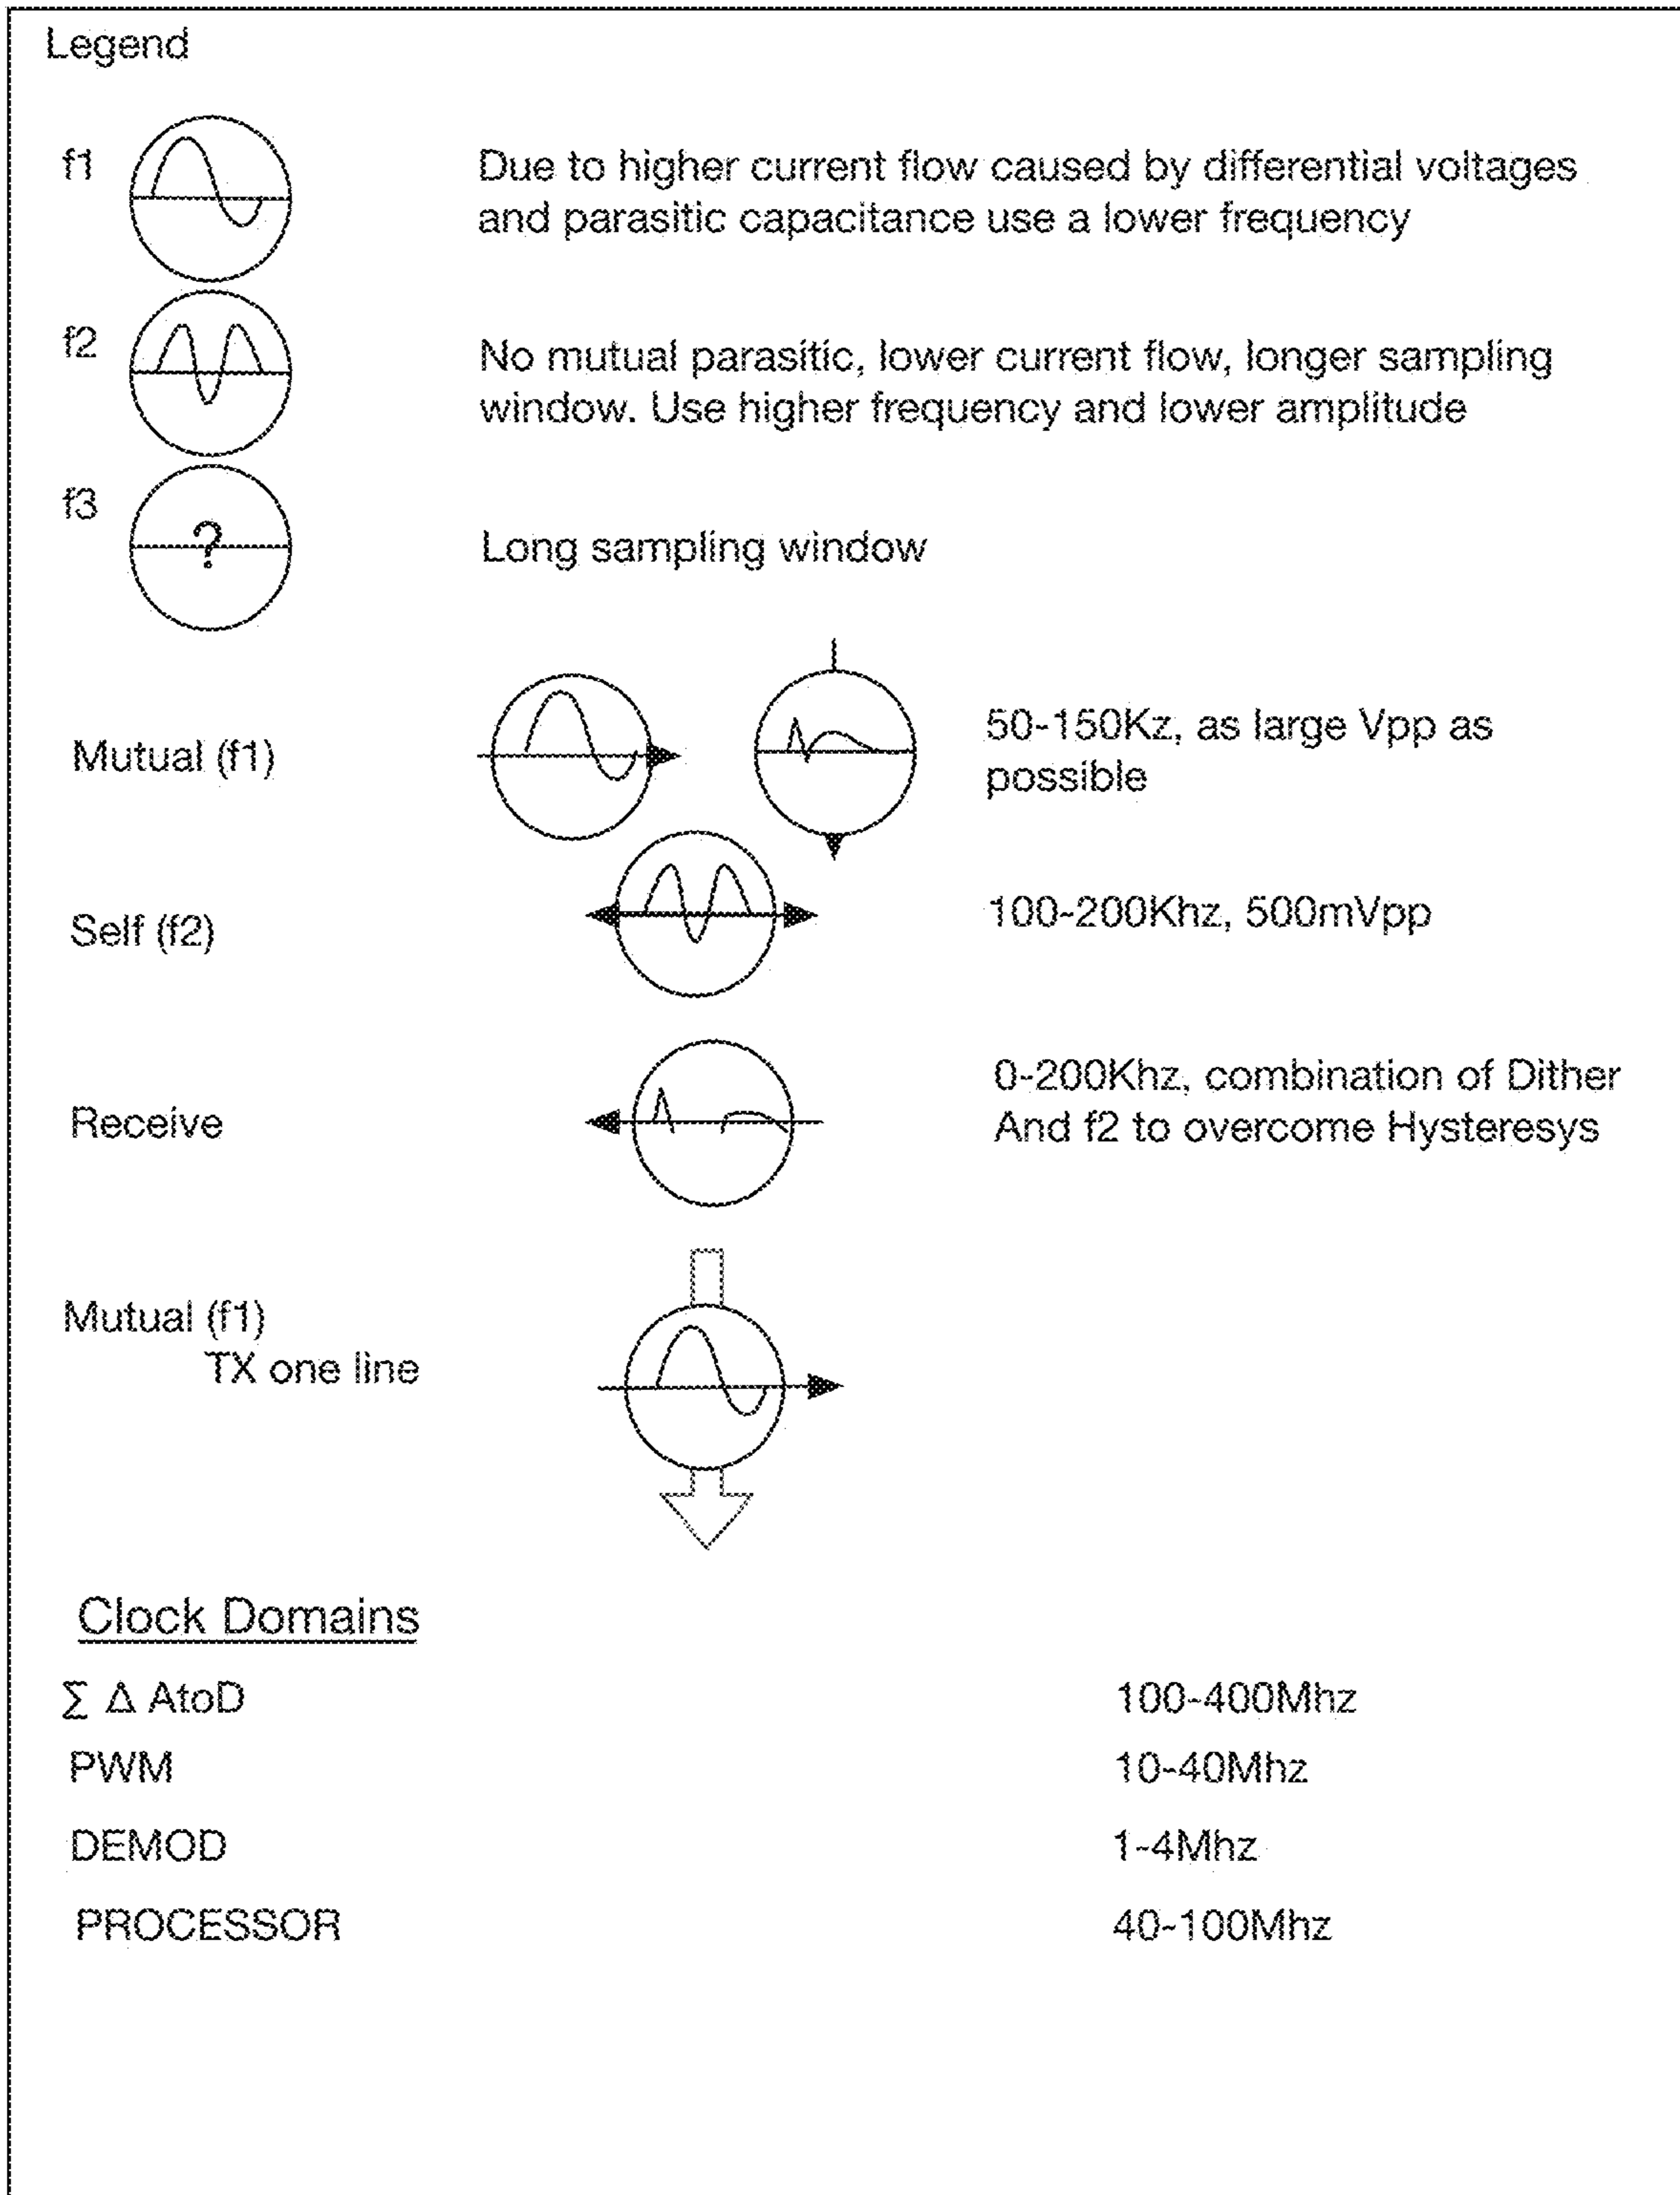 Legend
f1
Due to higher current flow caused by differential voltages
and parasitic capacitance use a lower frequency
f2
No mutual parasitic, lower current flow, longer sampling
window. Use higher frequency and lower amplitude
f3
?
Long sampling window
Mutual (f1)
50-150Kz, as large Vpp as
possible
Self (f2)
100-200Khz, 500mVpp
Receive
0-200Khz, combination of Dither
And f2 to overcome Hysteresys
Mutual (f1)
TX one line
Clock Domains
∑ Δ AtoD 100-400Mhz
PWM 10-40Mhz
DEMOD 1-4Mhz
PROCESSOR 40-100Mhz